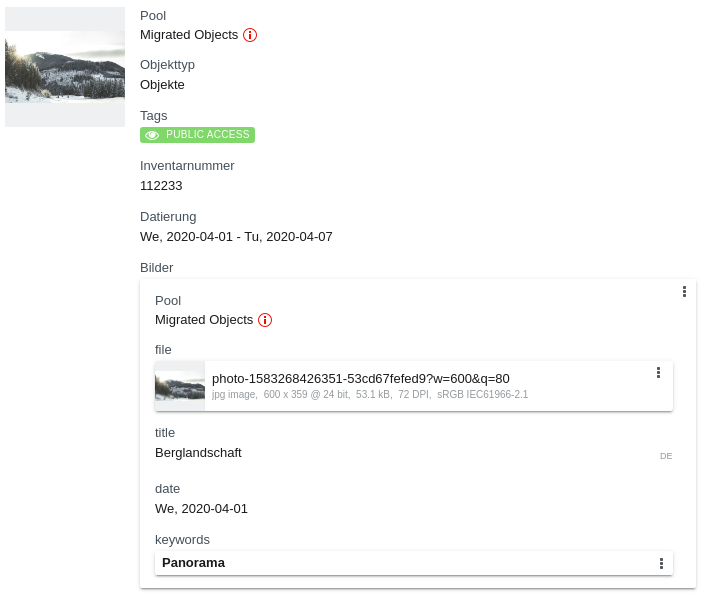 Pool
Migrated Objects
Objekttyp
Objekte
Tags
PUBLIC ACCESS
Inventarnummer
112233
Datierung
We, 2020-04-01 - Tu, 2020-04-07
Bilder
Pool
Migrated Objects
file
photo-1583268426351-53cd67fefed9?w=600&q=80
jpg image, 600 x 359 @ 24 bit, 53.1 kB, 72 DPI, sRGB IEC61966-2.1
title
Berglandschaft
DE
date
We, 2020-04-01
keywords
Panorama